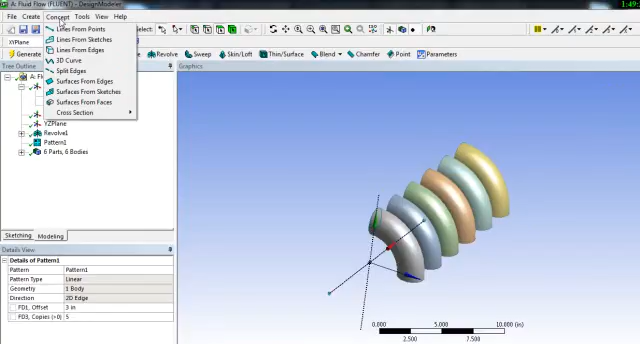 A: Fluid Flow (FLUENT) - DesignModeler
1:49:
File Create Concept Tools View Help
Lines From Points
Lines From Sketches
Lines From Edges
3D Curve
Split Edges
Surfaces From Edges
Surfaces From Sketches
Surfaces From Faces
Cross Section
XYPlane
Sweep Skin/Loft Thin/Surface Blend Chamfer Point Parameters
Tree Outline
Graphics
A: Fl
YZPlane
Revolve1
Pattern1
6 Parts, 6 Bodies
Sketching Modeling
Details View
Details of Pattern1
Pattern Pattern1
Pattern Type Linear
Geometry 1 Body
Direction 2D Edge
FD1, Offset 3 in
FD3, Copies (>0) 5
0.000 5.000 10.000 (in)
2.500 7.500